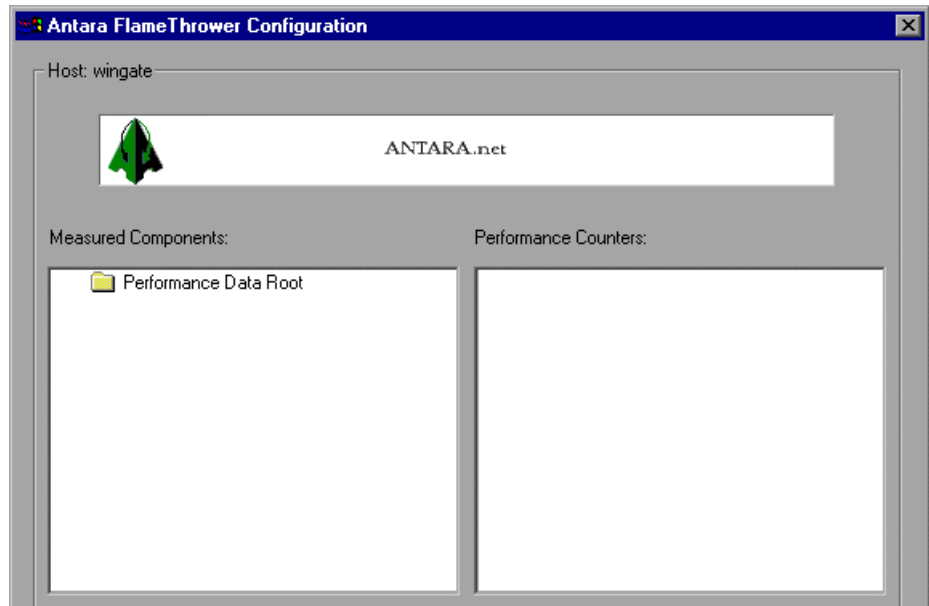 Antara FlameThrower Configuration
Host: wingate
ANTARA.net
Measured Components:
Performance Counters:
Performance Data Root